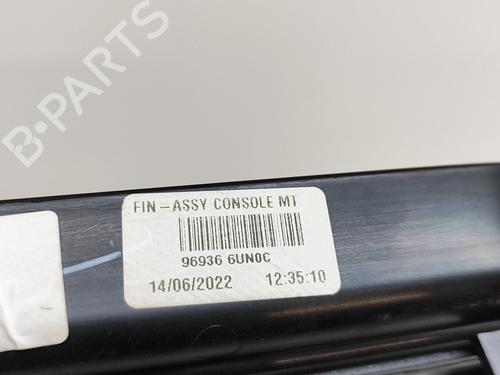 B-PARTS
FIN-ASSY CONSOLE MT
96936 6UN0C
14/06/2022 12:35:10